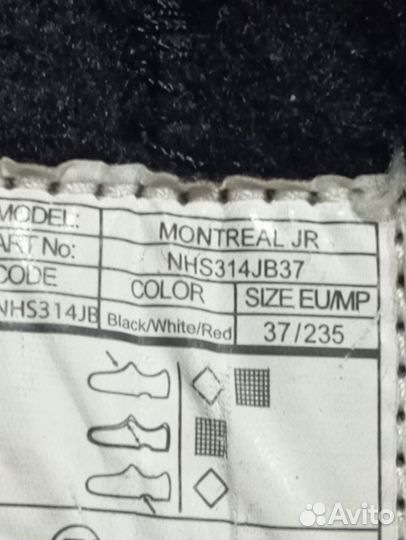 MODEL: MONTREAL JR
ART No: NHS314JB37
CODE COLOR SIZE EU/MP
NHS314JB Black/White/Red 37/235
Avito